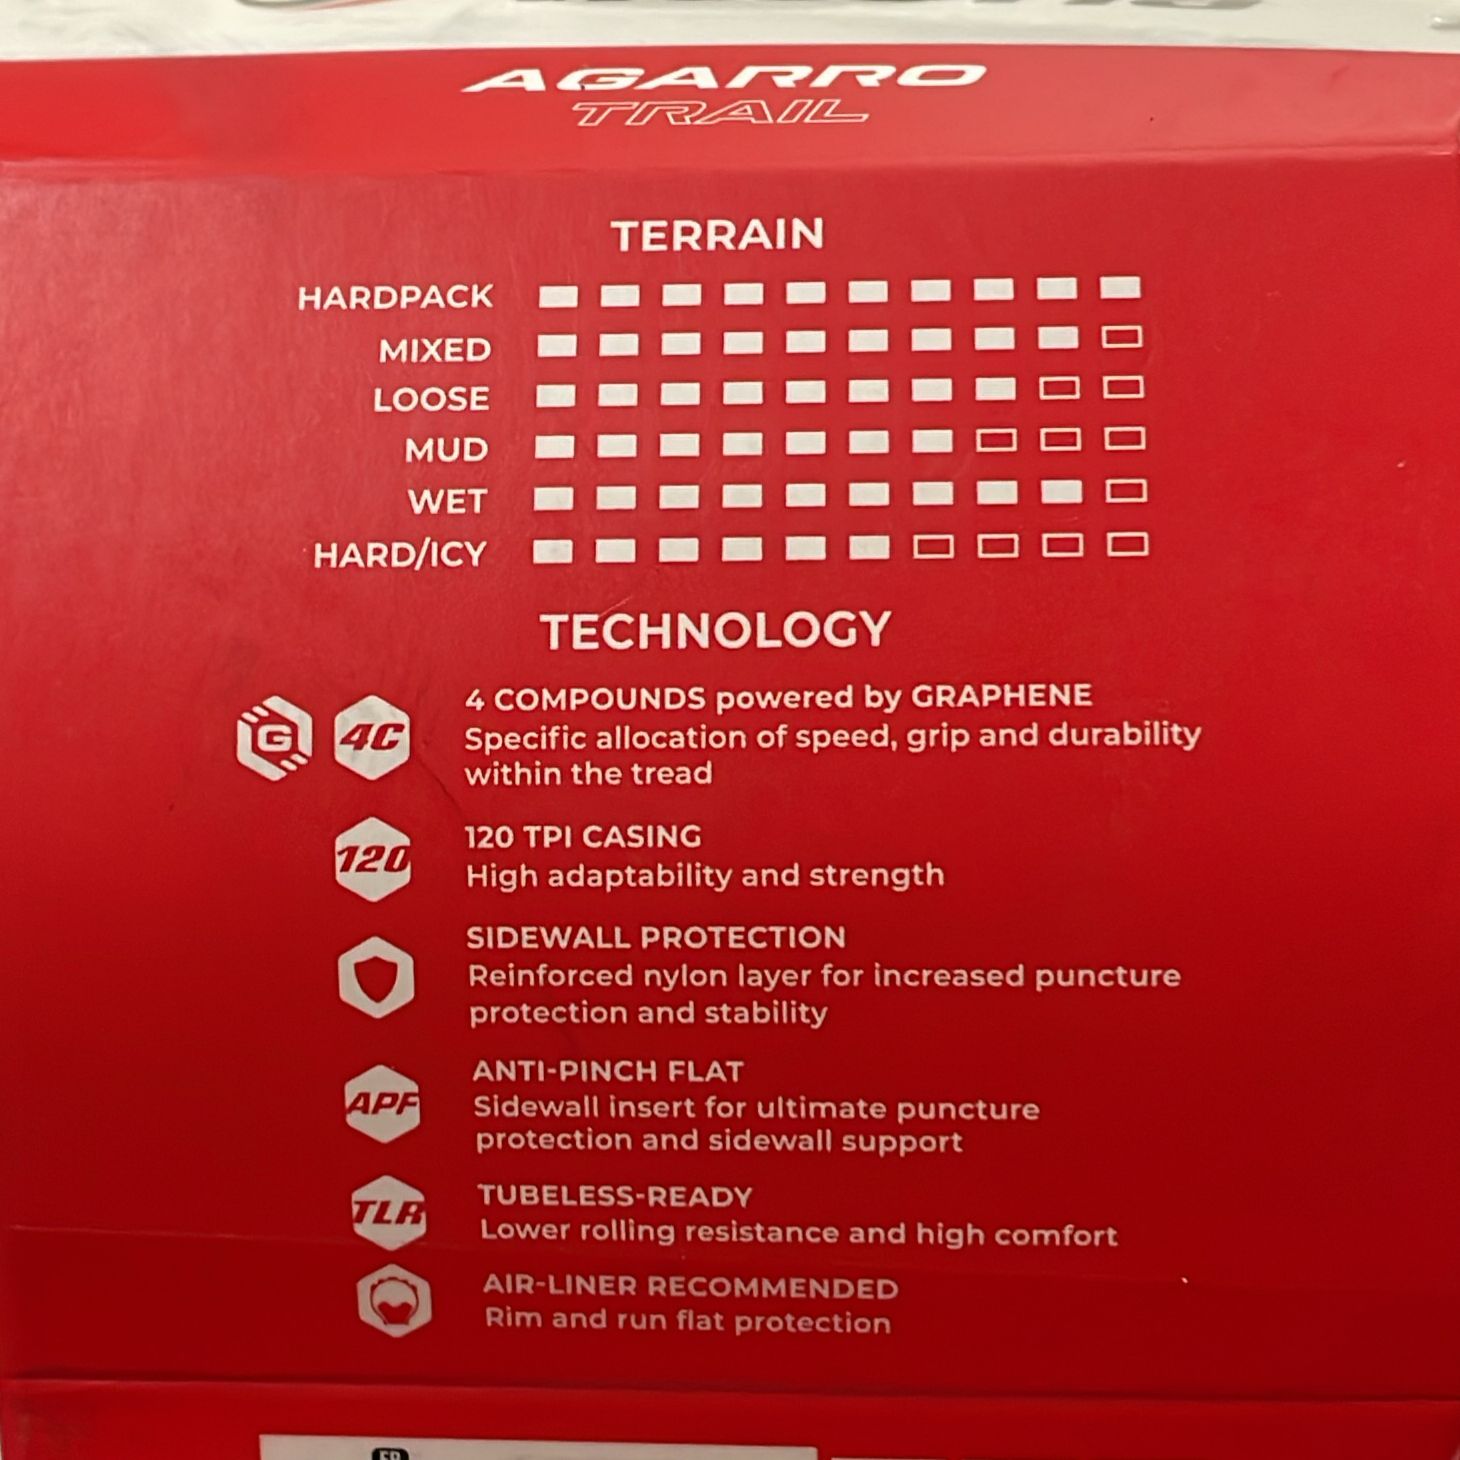 AGARRO
TRAIL
TERRAIN
HARDPACK
MIXED
LOOSE
MUD
WET
HARD/ICY
TECHNOLOGY
G 4C
4 COMPOUNDS powered by GRAPHENE
Specific allocation of speed, grip and durability
within the tread
120
120 TPI CASING
High adaptability and strength
SIDEWALL PROTECTION
Reinforced nylon layer for increased puncture
protection and stability
APF
ANTI-PINCH FLAT
Sidewall insert for ultimate puncture
protection and sidewall support
TLR
TUBELESS-READY
Lower rolling resistance and high comfort
AIR-LINER RECOMMENDED
Rim and run flat protection